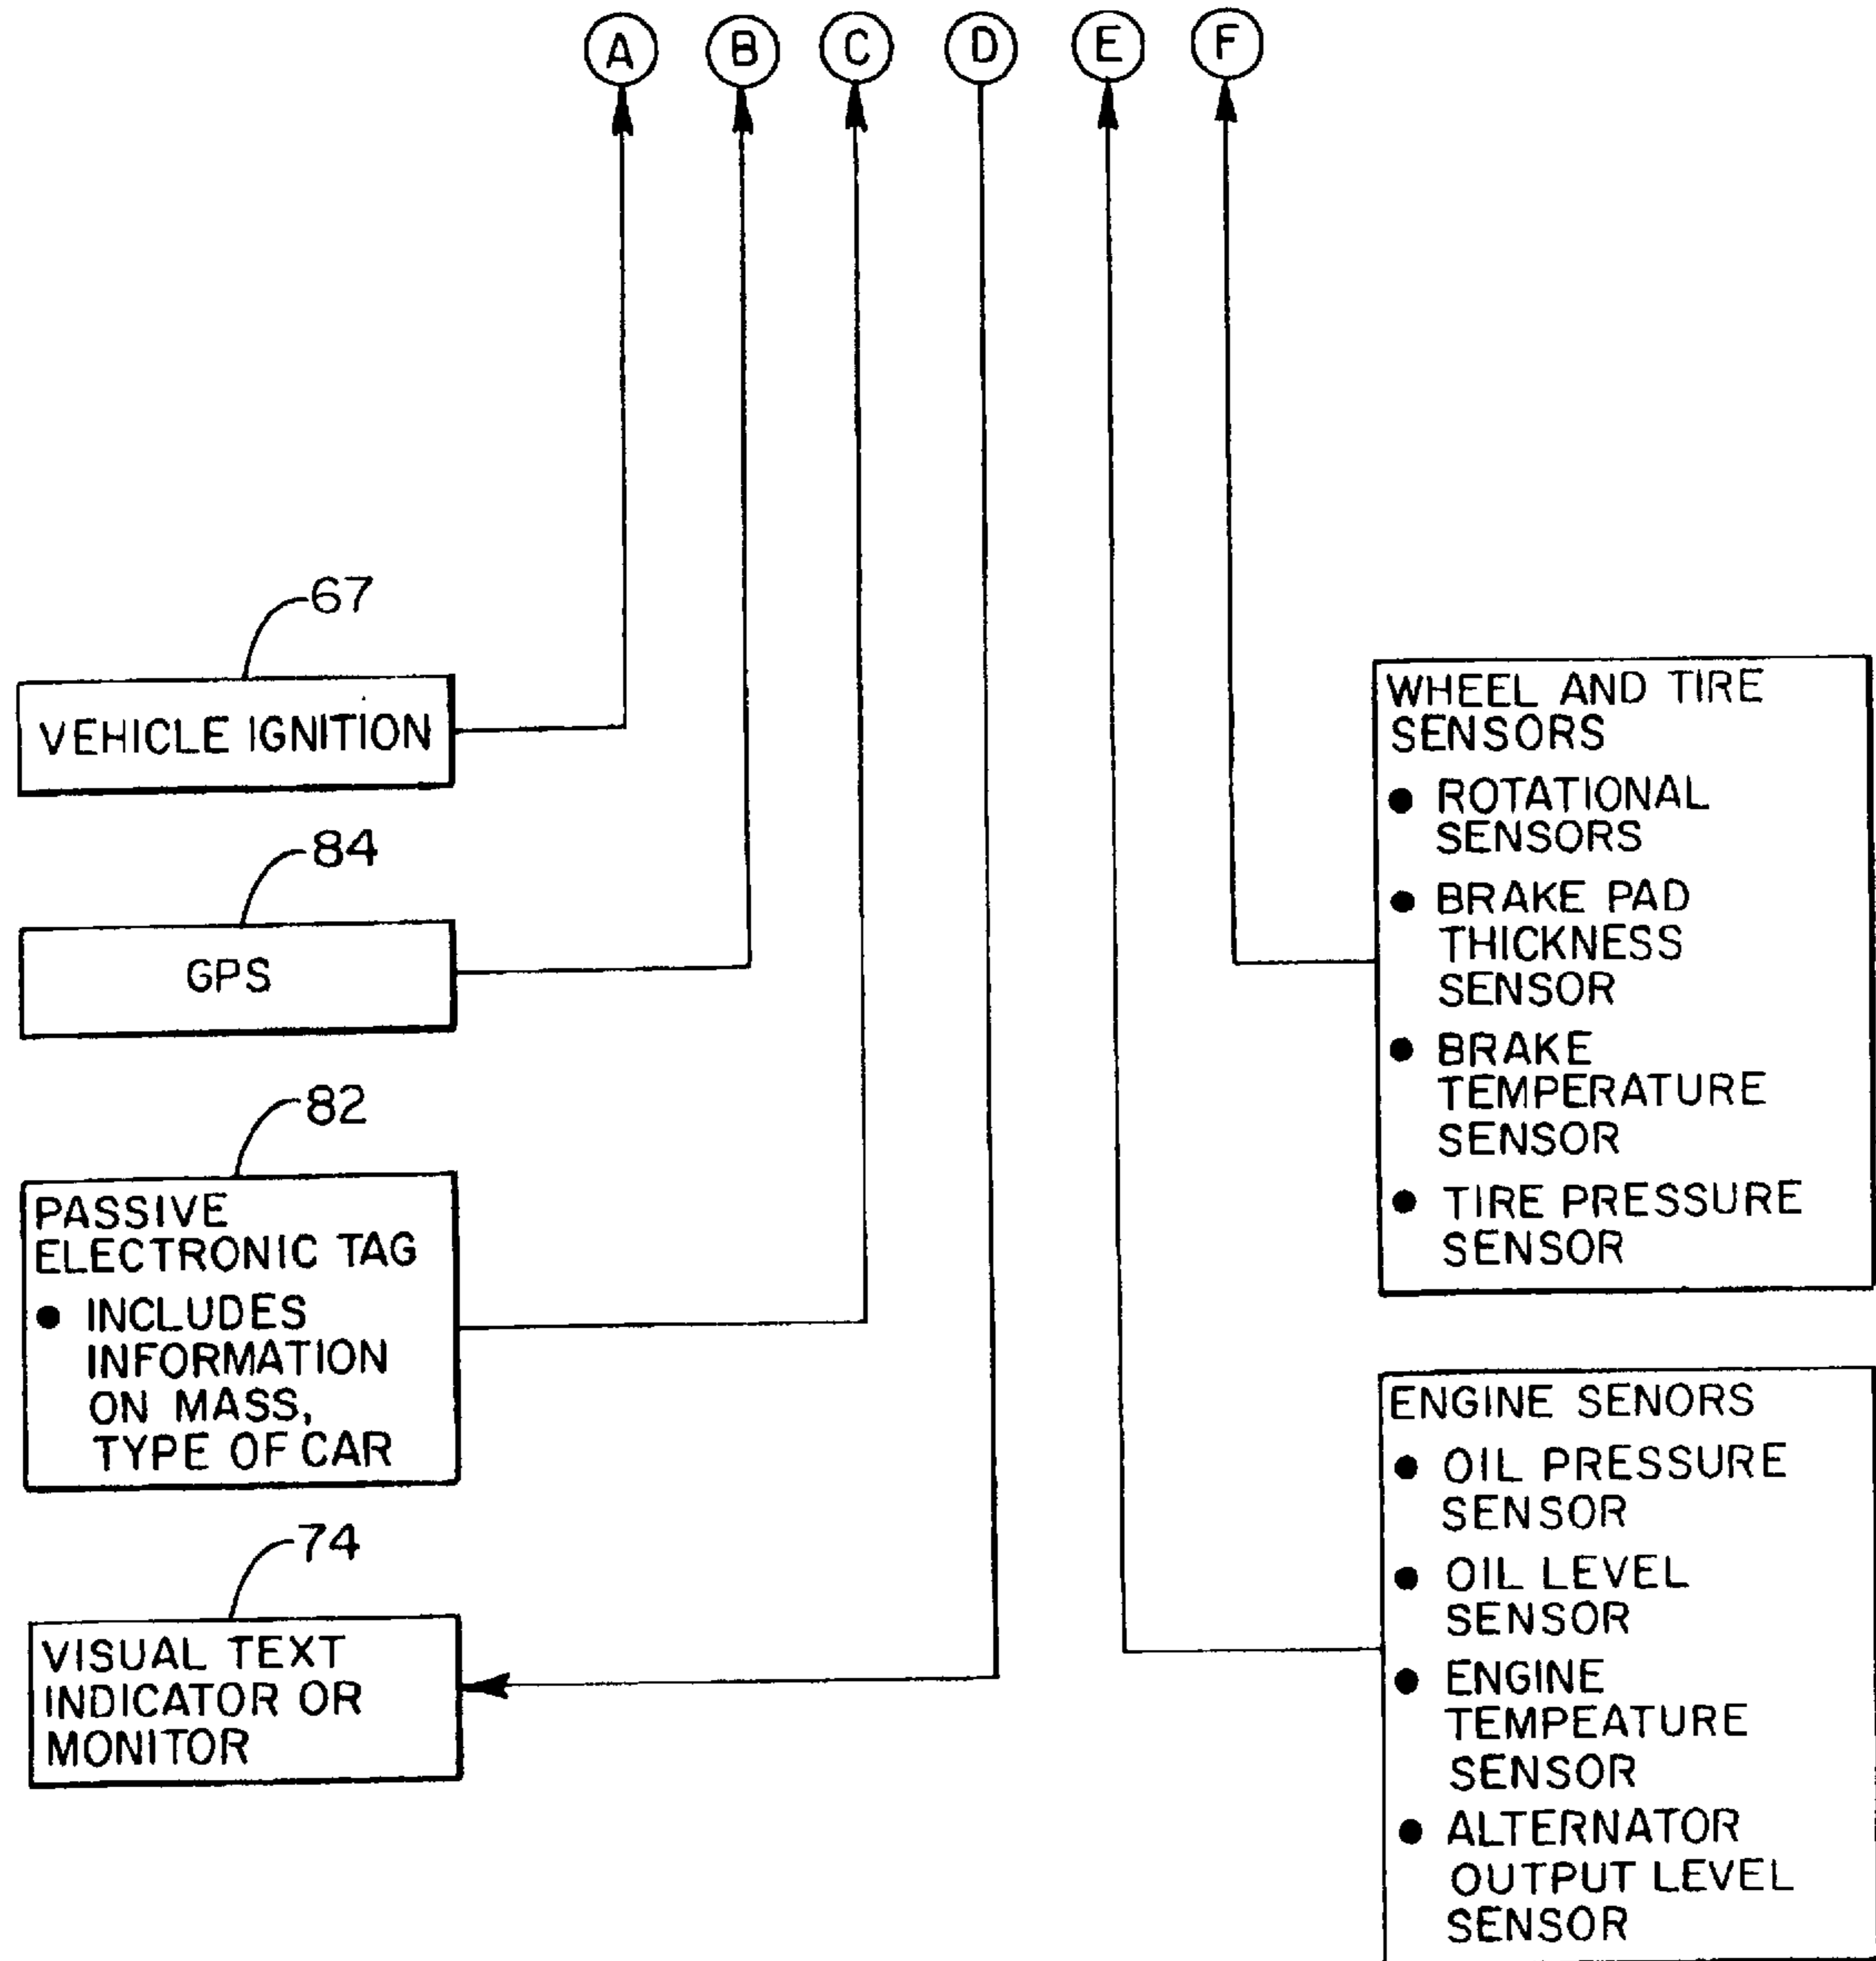 A B C D E F
67
VEHICLE IGNITION
84
GPS
82
PASSIVE
ELECTRONIC TAG
● INCLUDES
INFORMATION
ON MASS,
TYPE OF CAR
74
VISUAL TEXT
INDICATOR OR
MONITOR
WHEEL AND TIRE
SENSORS
● ROTATIONAL
SENSORS
● BRAKE PAD
THICKNESS
SENSOR
● BRAKE
TEMPERATURE
SENSOR
● TIRE PRESSURE
SENSOR
ENGINE SENORS
● OIL PRESSURE
SENSOR
● OIL LEVEL
SENSOR
● ENGINE
TEMPEATURE
SENSOR
● ALTERNATOR
OUTPUT LEVEL
SENSOR